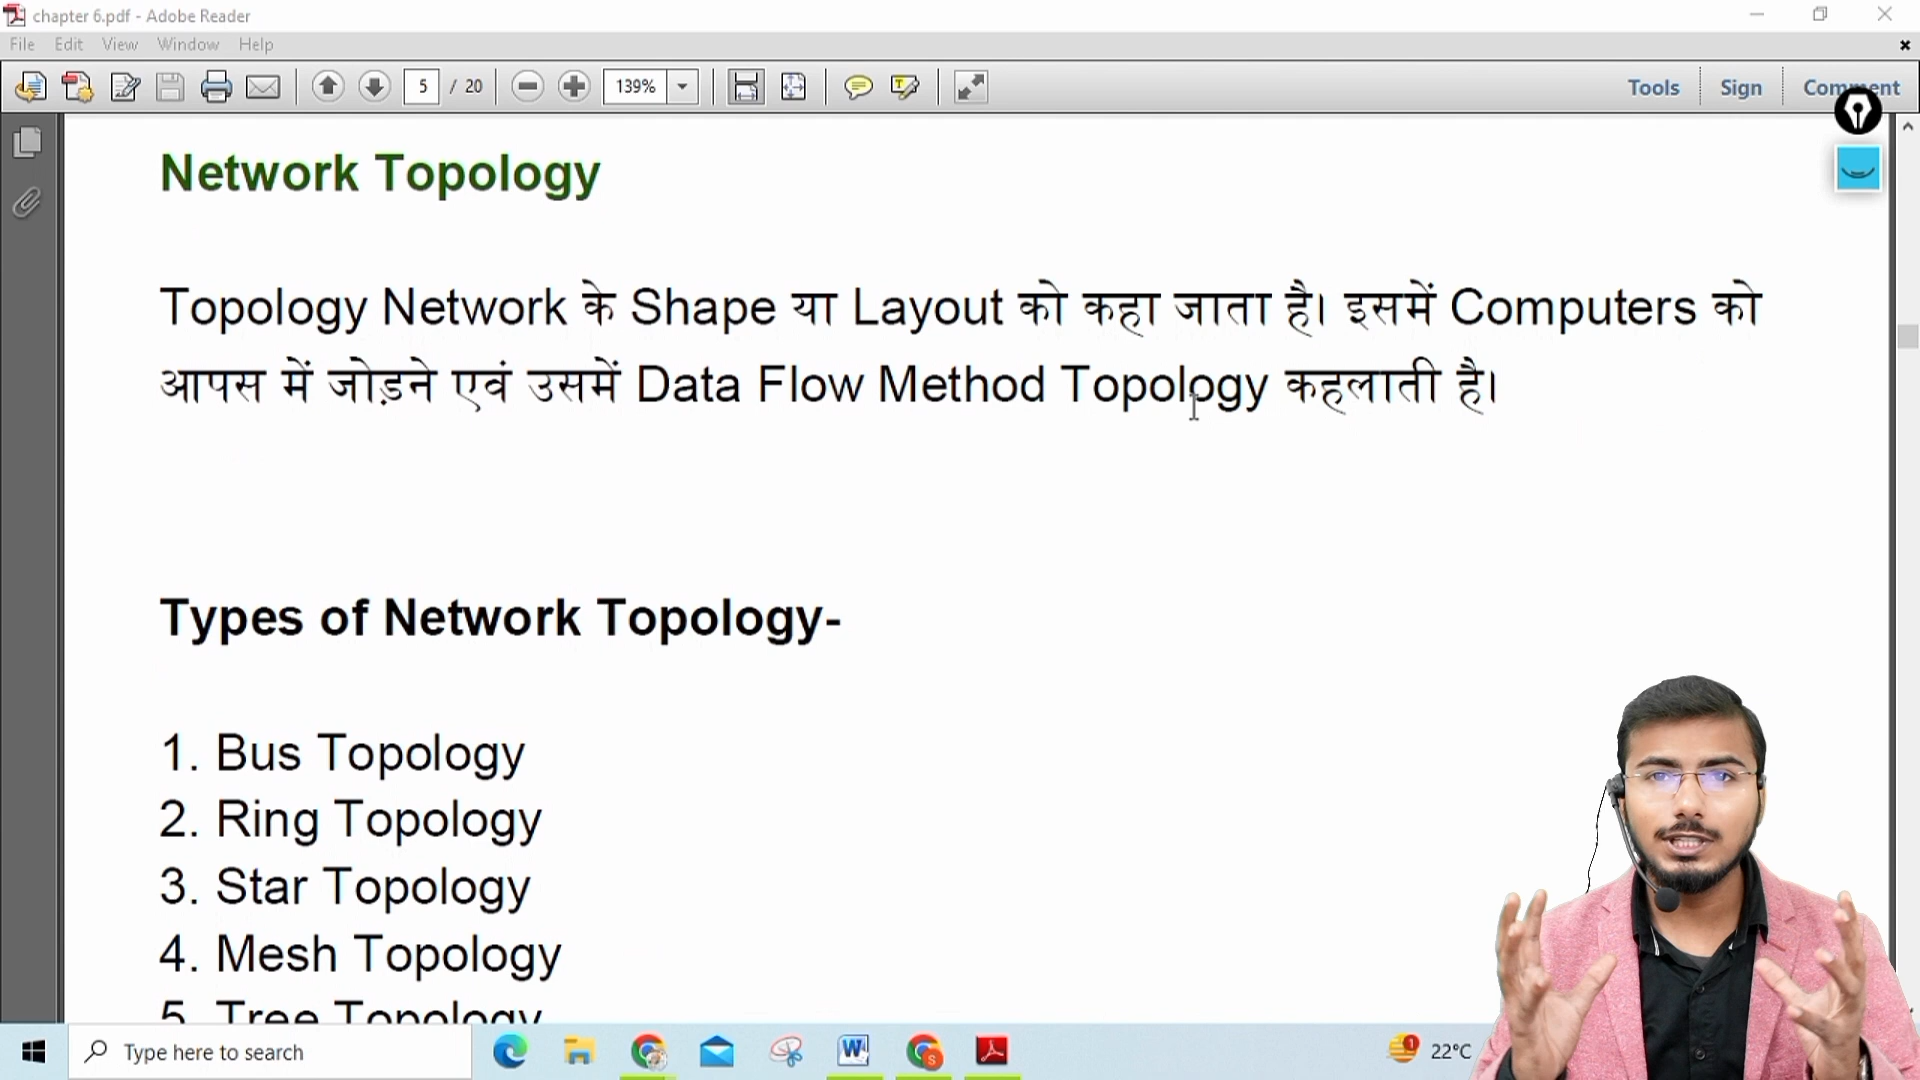 chapter 6.pdf - Adobe Reader
File Edit View Window Help
5 / 20 139% Tools Sign Comment
Network Topology
Topology Network के Shape या Layout को कहा जाता है। इसमें Computers को
आपस में जोड़ने एवं उसमें Data Flow Method Topology कहलाती है।
Types of Network Topology-
1. Bus Topology
2. Ring Topology
3. Star Topology
4. Mesh Topology
5. Tree Topology
Type here to search 1 22°C